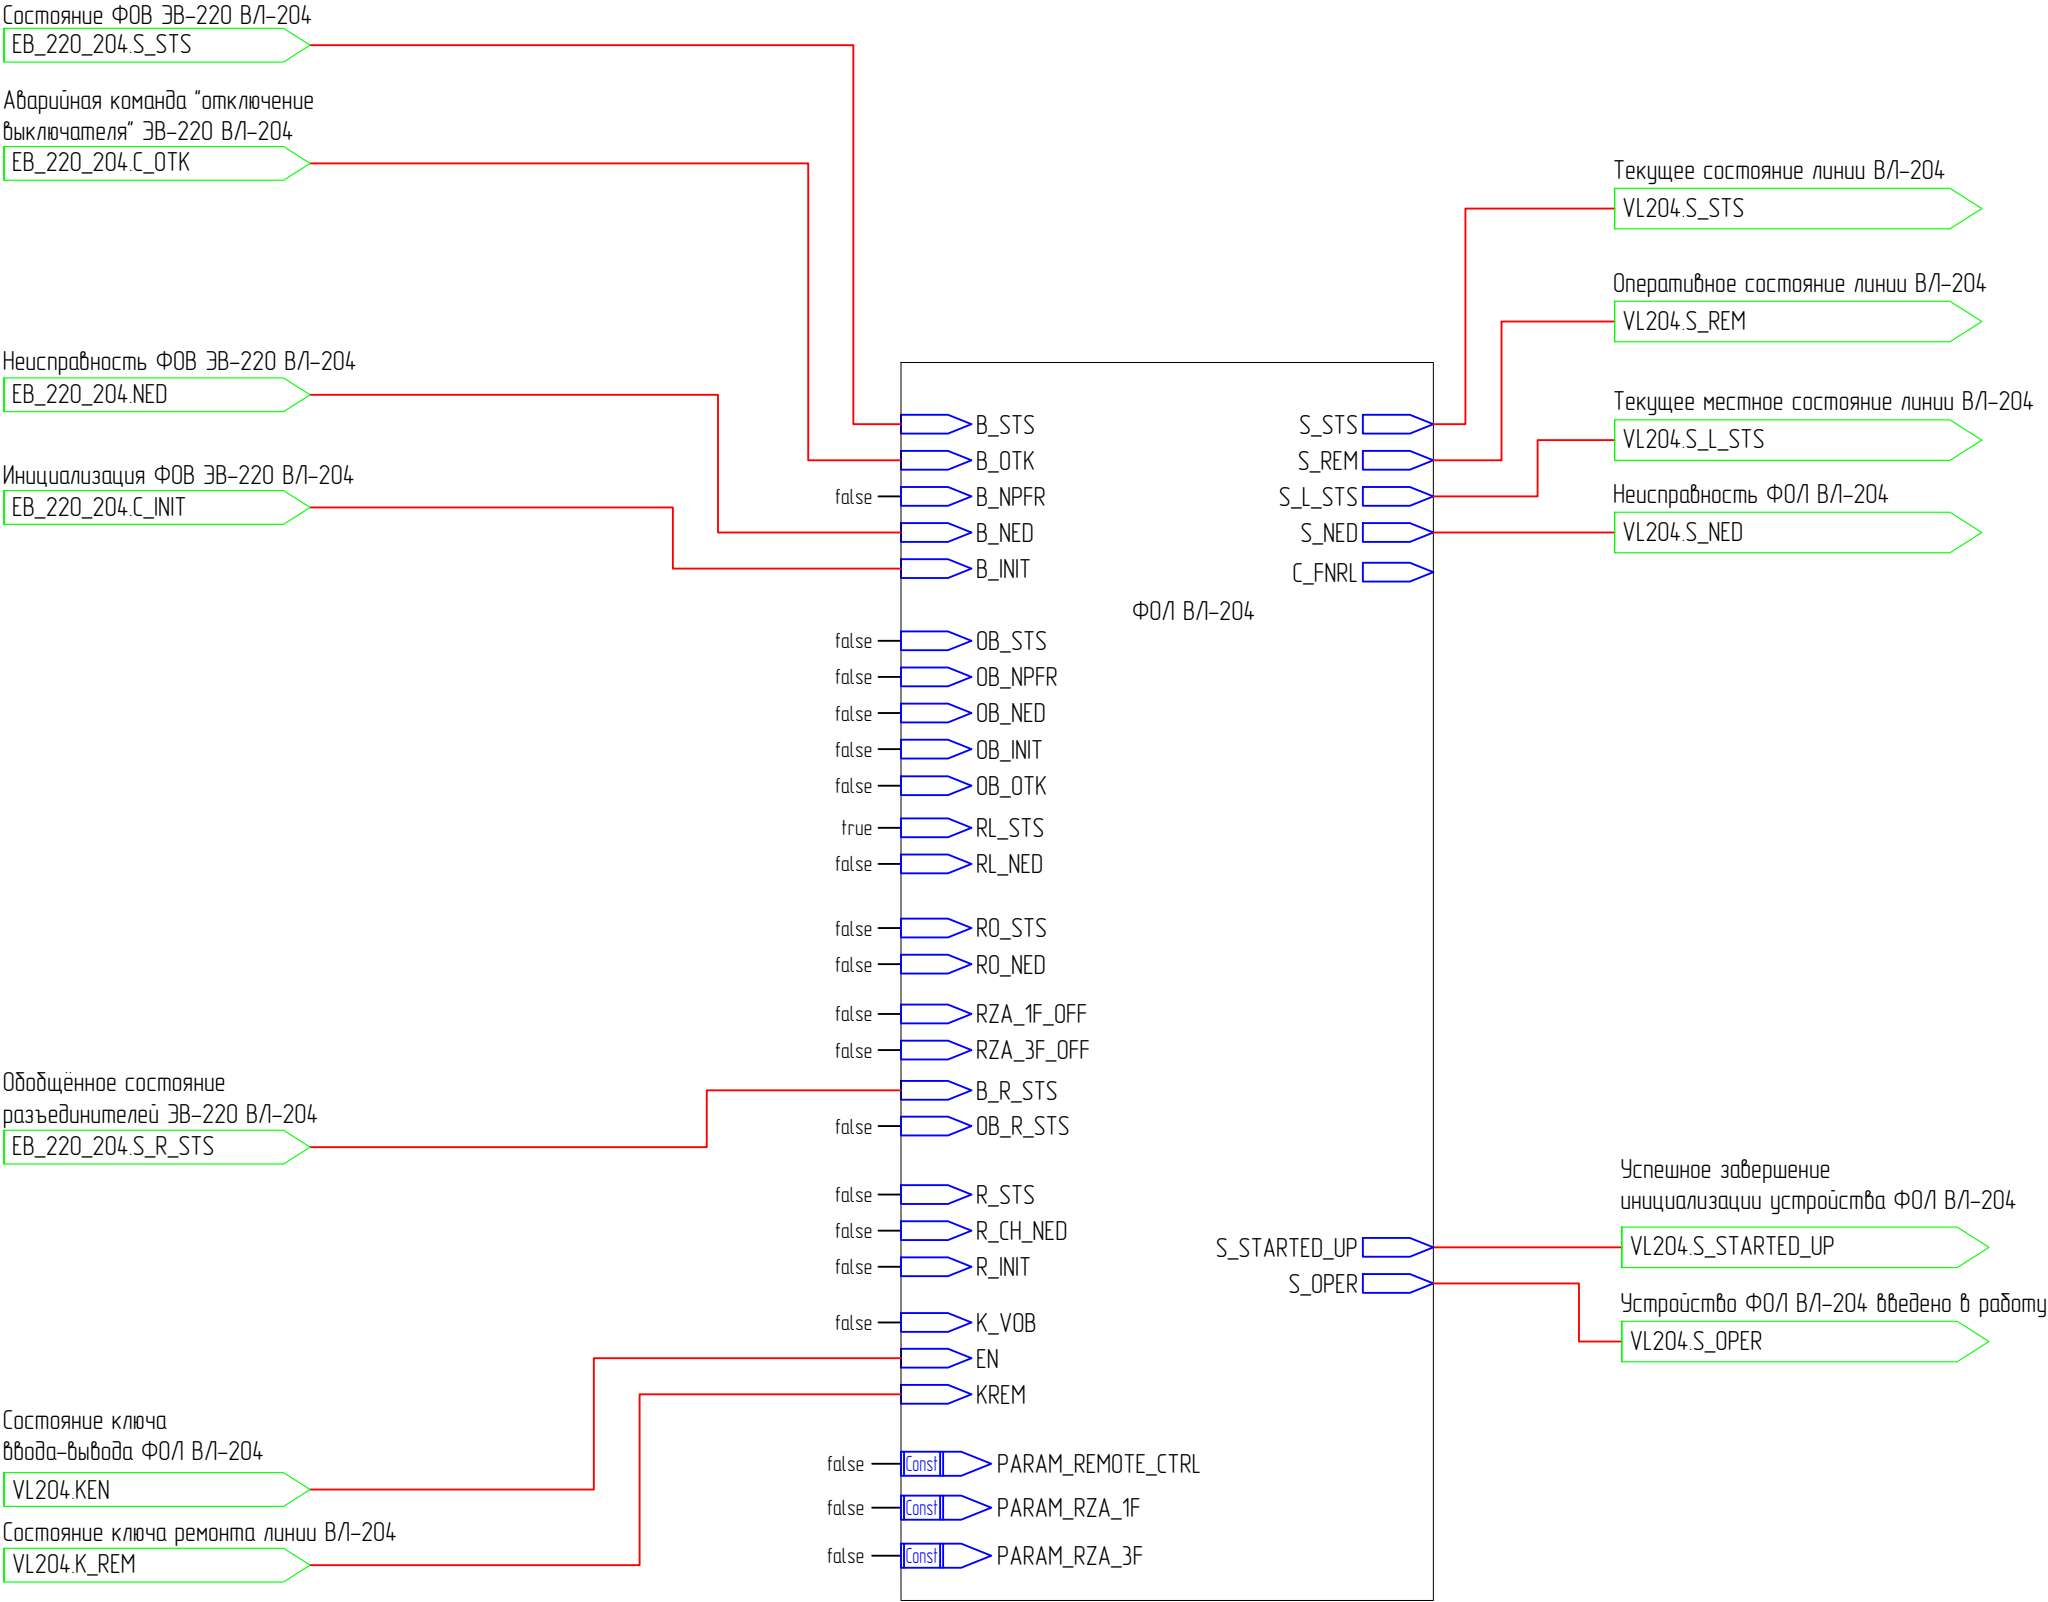 Состояние ФОВ ЭВ-220 ВЛ-204
EB_220_204.S_STS
Аварийная команда "отключение
выключателя" ЭВ-220 ВЛ-204
EB_220_204.C_OTK
Неисправность ФОВ ЭВ-220 ВЛ-204
EB_220_204.NED
Инициализация ФОВ ЭВ-220 ВЛ-204
EB_220_204.C_INIT
Обобщённое состояние
разъединителей ЭВ-220 ВЛ-204
EB_220_204.S_R_STS
Состояние ключа
ввода-вывода ФОЛ ВЛ-204
VL204.KEN
Состояние ключа ремонта линии ВЛ-204
VL204.K_REM
B_STS
B_OTK
false B_NPFR
B_NED
B_INIT
false OB_STS
false OB_NPFR
false OB_NED
false OB_INIT
false OB_OTK
true RL_STS
false RL_NED
false RO_STS
false RO_NED
false RZA_1F_OFF
false RZA_3F_OFF
B_R_STS
false OB_R_STS
false R_STS
false R_CH_NED
false R_INIT
false K_VOB
EN
KREM
false Const PARAM_REMOTE_CTRL
false Const PARAM_RZA_1F
false Const PARAM_RZA_3F
ФОЛ ВЛ-204
S_STS
S_REM
S_L_STS
S_NED
C_FNRL
S_STARTED_UP
S_OPER
Текущее состояние линии ВЛ-204
VL204.S_STS
Оперативное состояние линии ВЛ-204
VL204.S_REM
Текущее местное состояние линии ВЛ-204
VL204.S_L_STS
Неисправность ФОЛ ВЛ-204
VL204.S_NED
Успешное завершение
инициализации устройства ФОЛ ВЛ-204
VL204.S_STARTED_UP
Устройство ФОЛ ВЛ-204 введено в работу
VL204.S_OPER